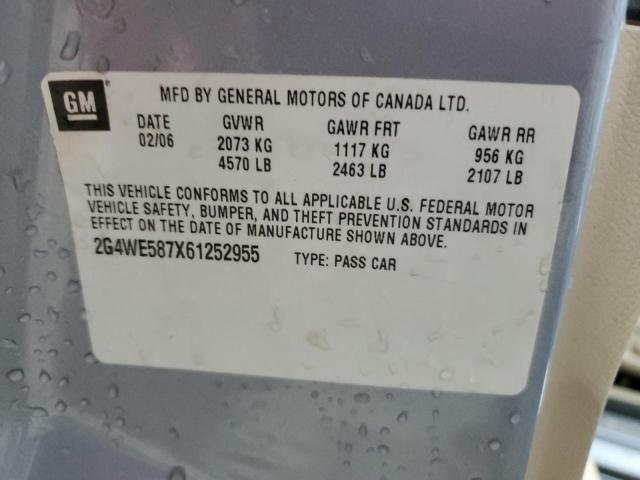 GM
MFD BY GENERAL MOTORS OF CANADA LTD.
DATE GVWR GAWR FRT GAWR RR
02/06 2073 KG 1117 KG 956 KG
4570 LB 2463 LB 2107 LB
THIS VEHICLE CONFORMS TO ALL APPLICABLE U.S. FEDERAL MOTOR
VEHICLE SAFETY, BUMPER, AND THEFT PREVENTION STANDARDS IN
EFFECT ON THE DATE OF MANUFACTURE SHOWN ABOVE.
2G4WE587X61252955 TYPE: PASS CAR